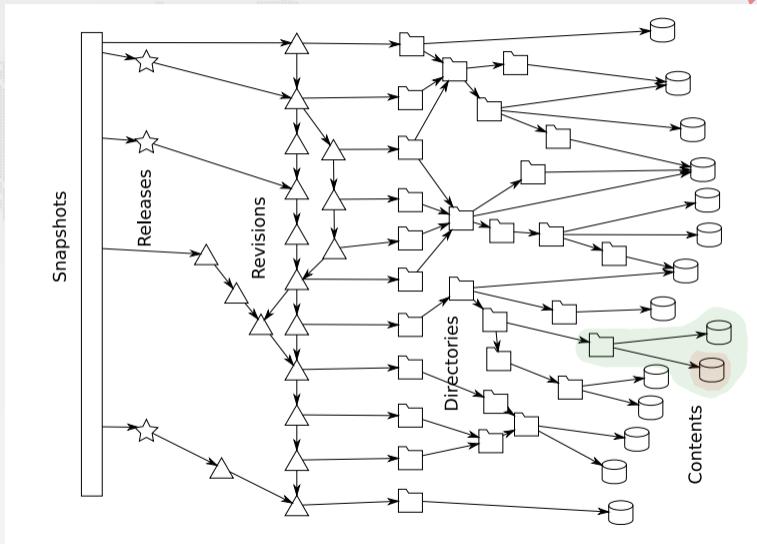 Snapshots
Releases
Revisions
Directories
Contents